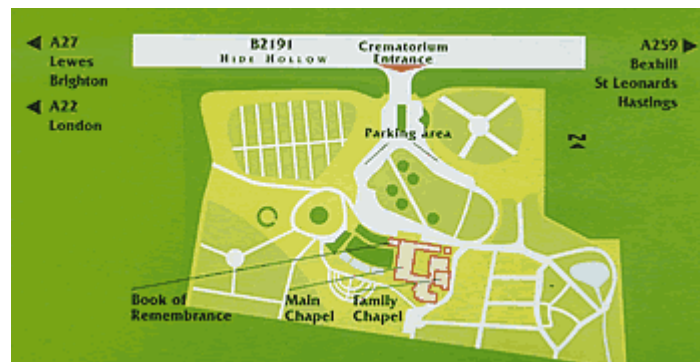 A27
Lewes
Brighton
A22
London
B2191
HIDE HOLLOW
Crematorium
Entrance
A259
Bexhill
St Leonards
Hastings
Parking area
N
Book of
Remembrance
Main
Chapel
Family
Chapel